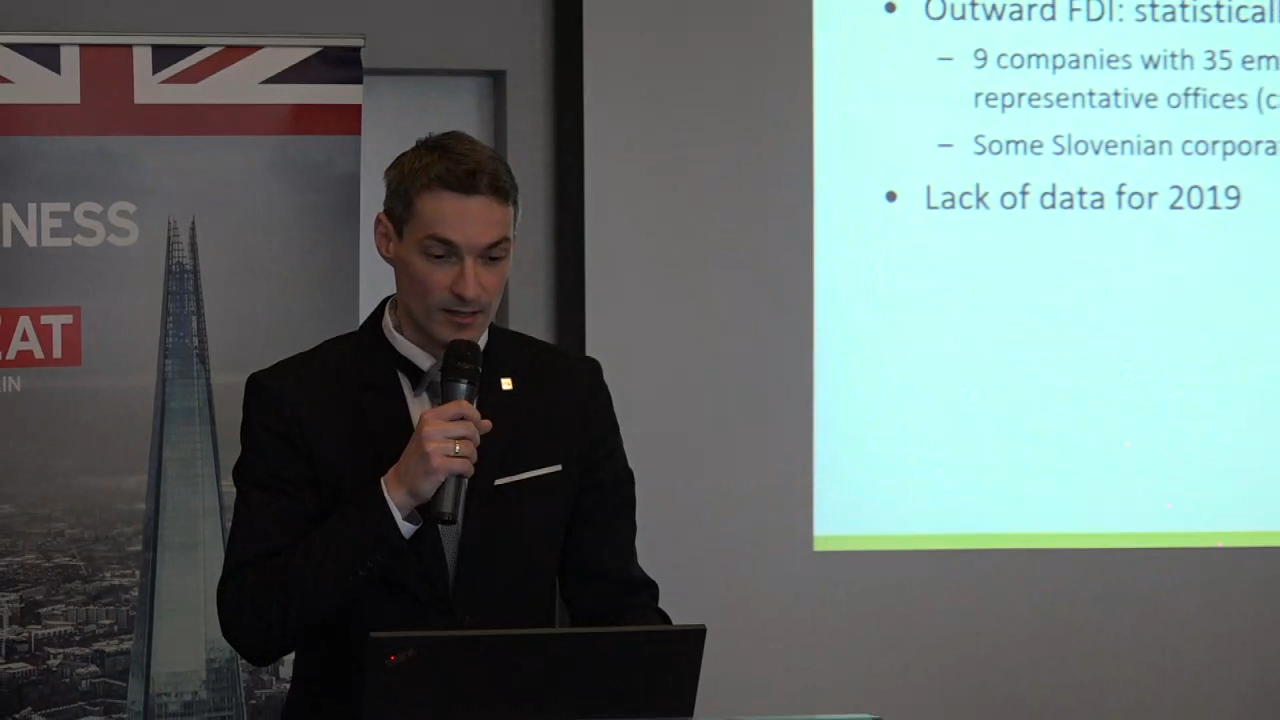 NESS
EAT
IN
• Outward FDI: statistical
– 9 companies with 35 em
representative offices (c
– Some Slovenian corpora
• Lack of data for 2019